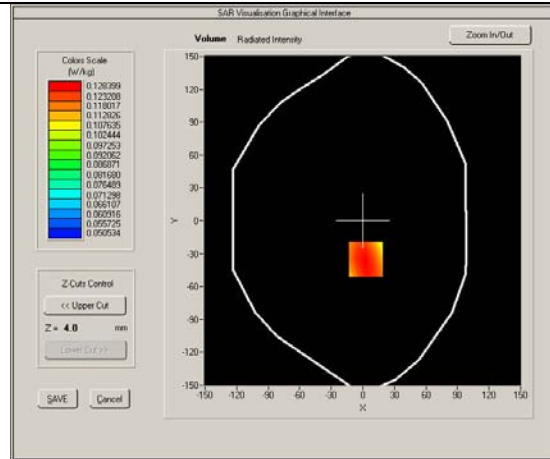 SAR Visualisation Graphical Interface
Volume Radiated Intensity
Zoom In/Out
Colors Scale
(W/kg)
0.128399
0.123208
0.118017
0.112826
0.107635
0.102444
0.097253
0.092062
0.086871
0.081680
0.076489
0.071298
0.066107
0.060916
0.055725
0.050534
Z-Cuts Control
<< Upper Cut
Z = 4.0 mm
Lower Cut >>
SAVE Cancel
150
120
90
60
30
0
-30
-60
-90
-120
-150
Y
-150 -120 -90 -60 -30 0 30 60 90 120 150
X